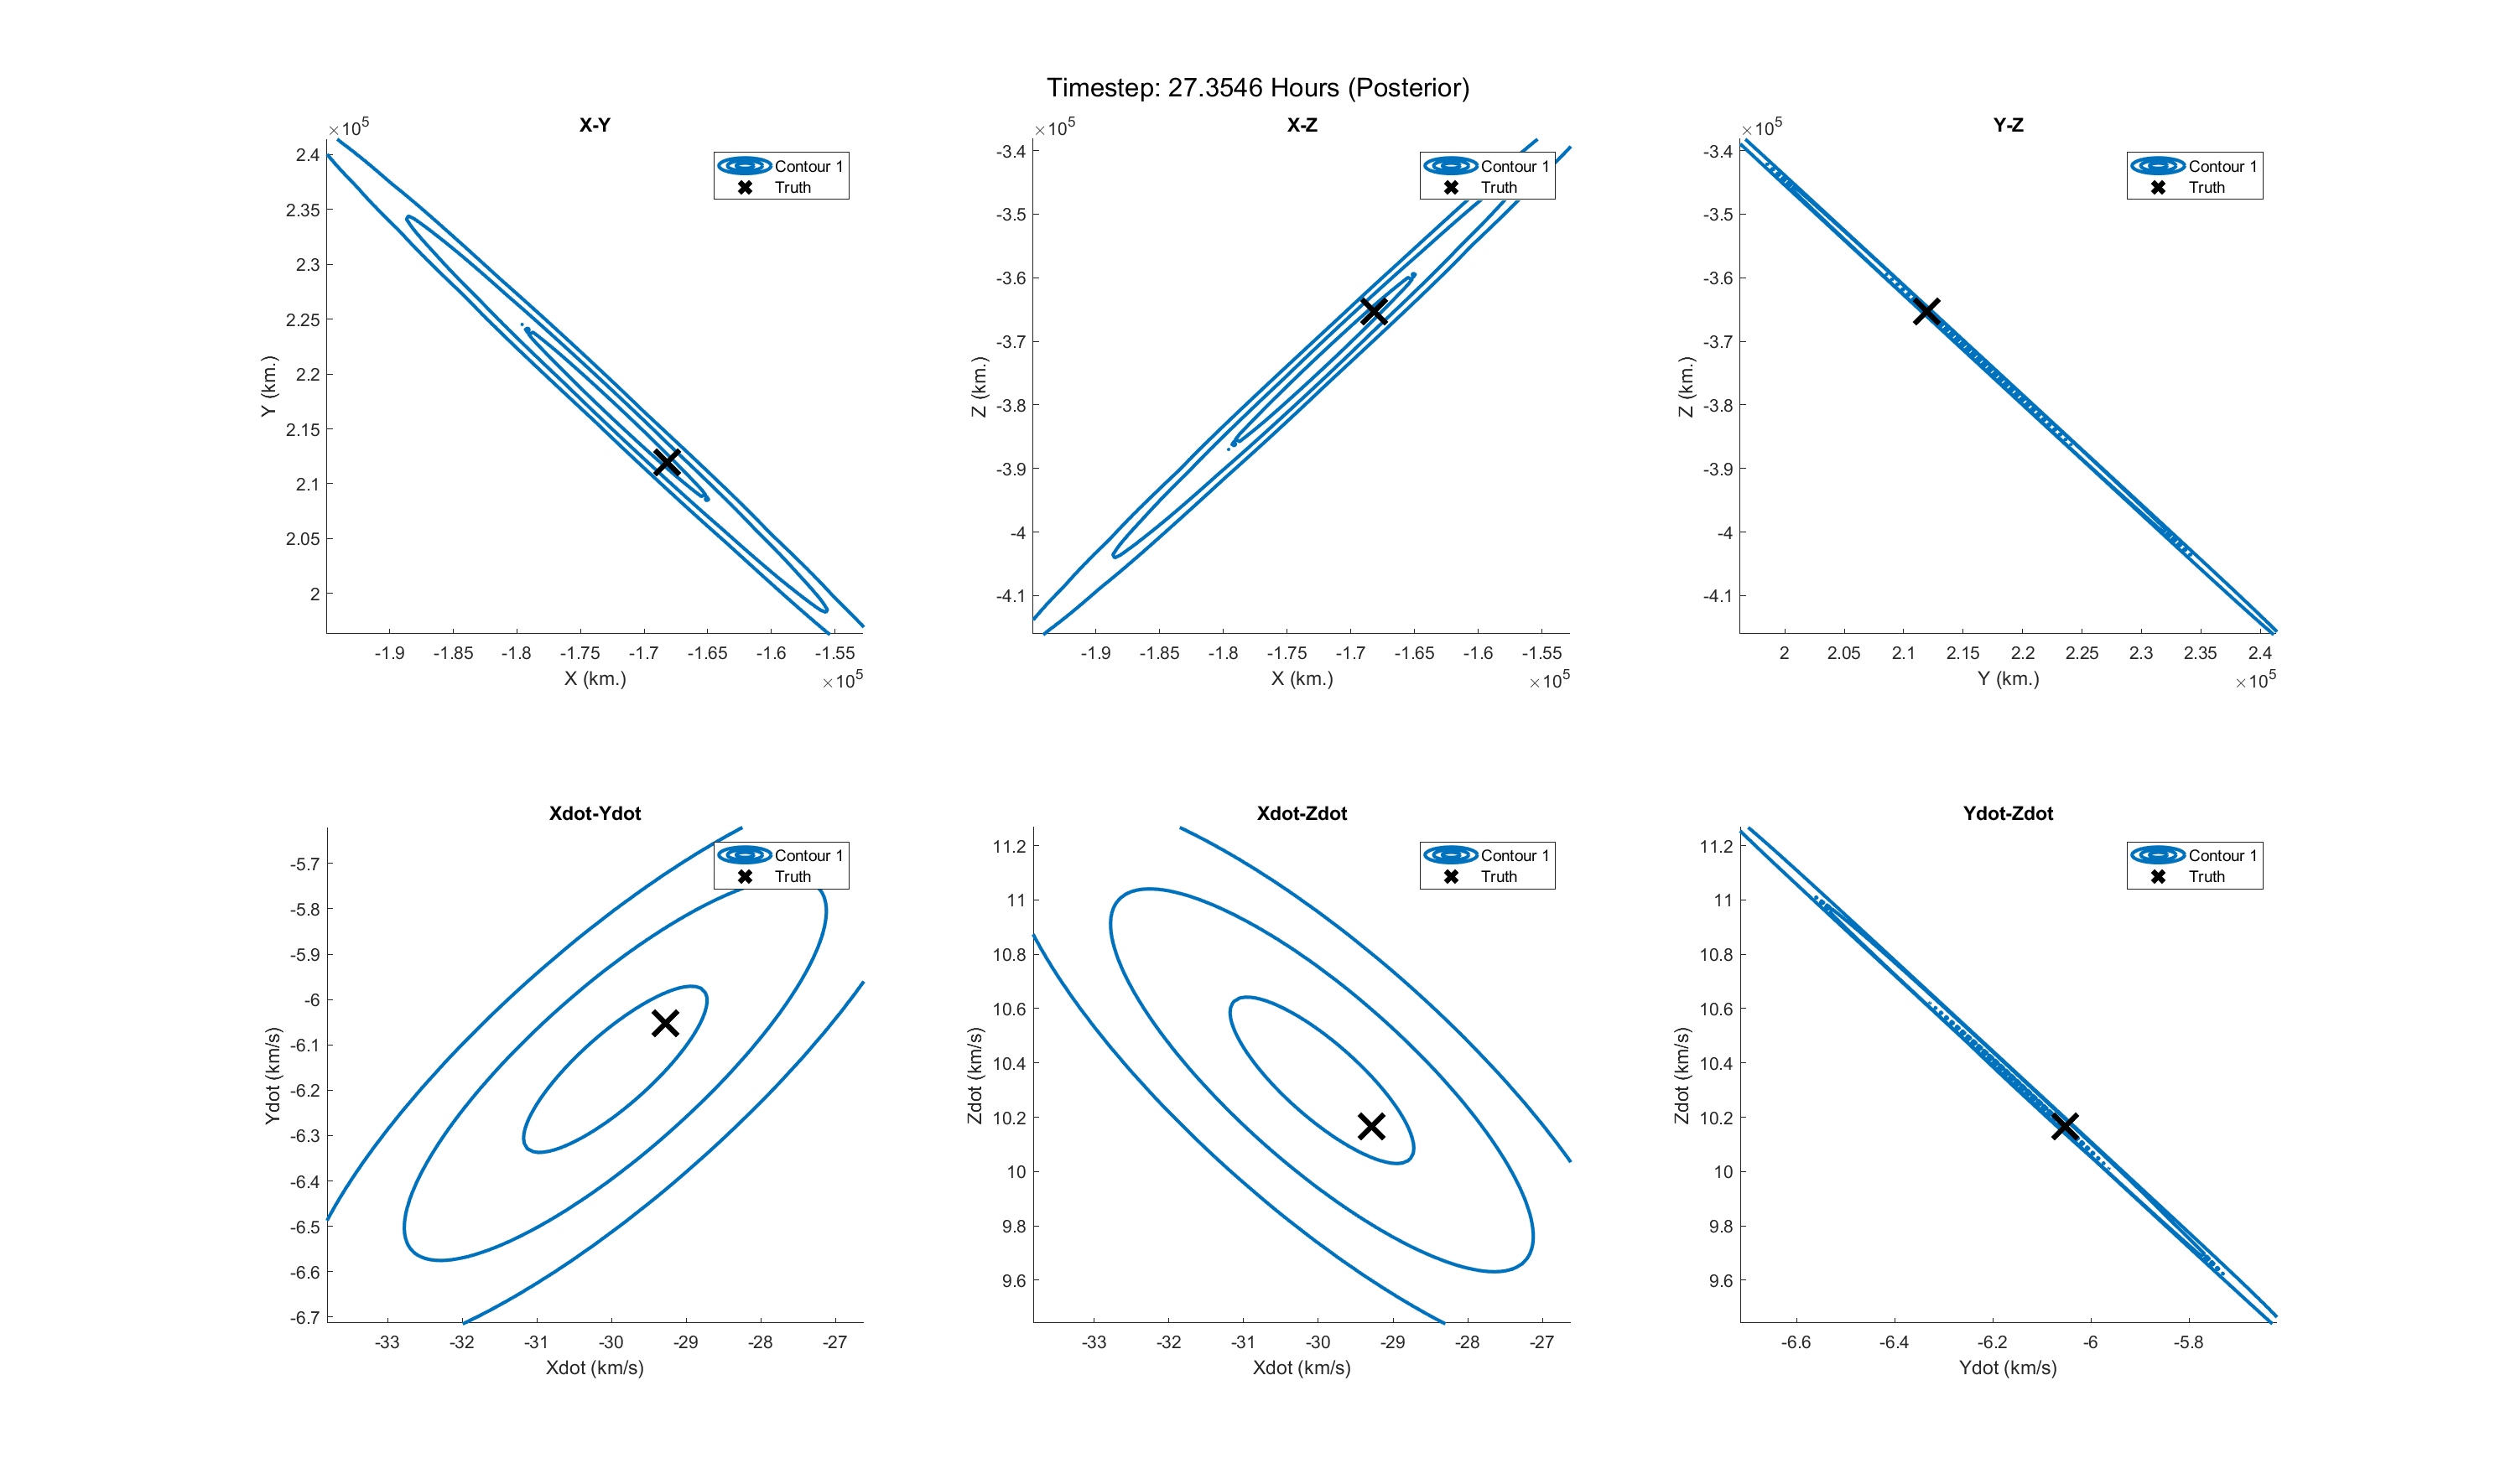 Timestep: 27.3546 Hours (Posterior)
X-Y
×10^5
2.4
2.35
2.3
2.25
2.2
2.15
2.1
2.05
2
Y (km.)
-1.9 -1.85 -1.8 -1.75 -1.7 -1.65 -1.6 -1.55
X (km.)
×10^5
Contour 1
Truth
X-Z
×10^5
-3.4
-3.5
-3.6
-3.7
-3.8
-3.9
-4
-4.1
Z (km.)
-1.9 -1.85 -1.8 -1.75 -1.7 -1.65 -1.6 -1.55
X (km.)
×10^5
Contour 1
Truth
Y-Z
×10^5
-3.4
-3.5
-3.6
-3.7
-3.8
-3.9
-4
-4.1
Z (km.)
2 2.05 2.1 2.15 2.2 2.25 2.3 2.35 2.4
Y (km.)
×10^5
Contour 1
Truth
Xdot-Ydot
-5.7
-5.8
-5.9
-6
-6.1
-6.2
-6.3
-6.4
-6.5
-6.6
-6.7
Ydot (km/s)
-33 -32 -31 -30 -29 -28 -27
Xdot (km/s)
Contour 1
Truth
Xdot-Zdot
11.2
11
10.8
10.6
10.4
10.2
10
9.8
9.6
Zdot (km/s)
-33 -32 -31 -30 -29 -28 -27
Xdot (km/s)
Contour 1
Truth
Ydot-Zdot
11.2
11
10.8
10.6
10.4
10.2
10
9.8
9.6
Zdot (km/s)
-6.6 -6.4 -6.2 -6 -5.8
Ydot (km/s)
Contour 1
Truth